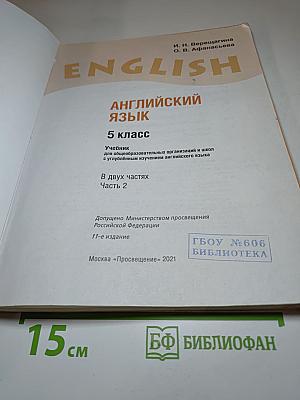 И. Н. Верещагина
О. В. Афанасьева
ENGLISH
АНГЛИЙСКИЙ
ЯЗЫК
5 класс
Учебник
для общеобразовательных организаций и школ
с углублённым изучением английского языка
В двух частях
Часть 2
Допущено Министерством просвещения
Российской Федерации
11-е издание
ГБОУ №606
БИБЛИОТЕКА
Москва «Просвещение» 2021
15 см
БФ БИБЛИОФАН